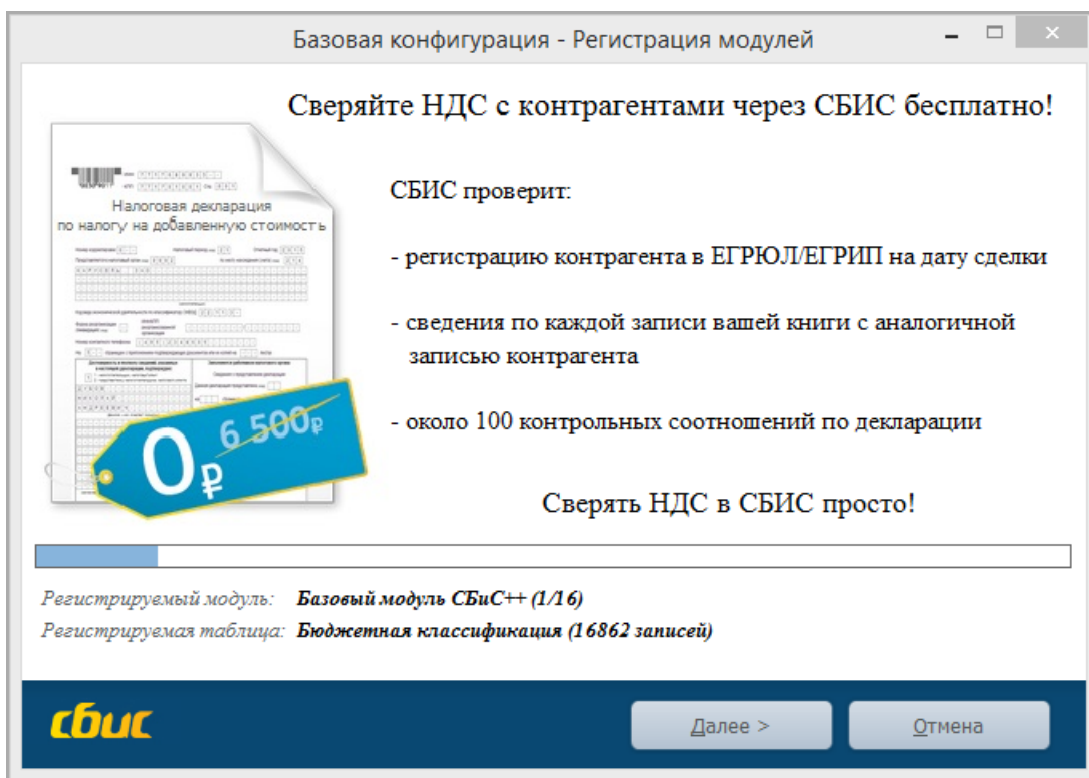 Базовая конфигурация - Регистрация модулей
Сверяйте НДС с контрагентами через СБИС бесплатно!
Налоговая декларация
по налогу на добавленную стоимость
СБИС проверит:
- регистрацию контрагента в ЕГРЮЛ/ЕГРИП на дату сделки
- сведения по каждой записи вашей книги с аналогичной
записью контрагента
- около 100 контрольных соотношений по декларации
0 ₽ 6 500₽
Сверять НДС в СБИС просто!
Регистрируемый модуль: Базовый модуль СБиС++ (1/16)
Регистрируемая таблица: Бюджетная классификация (16862 записей)
сбис
Далее >
Отмена